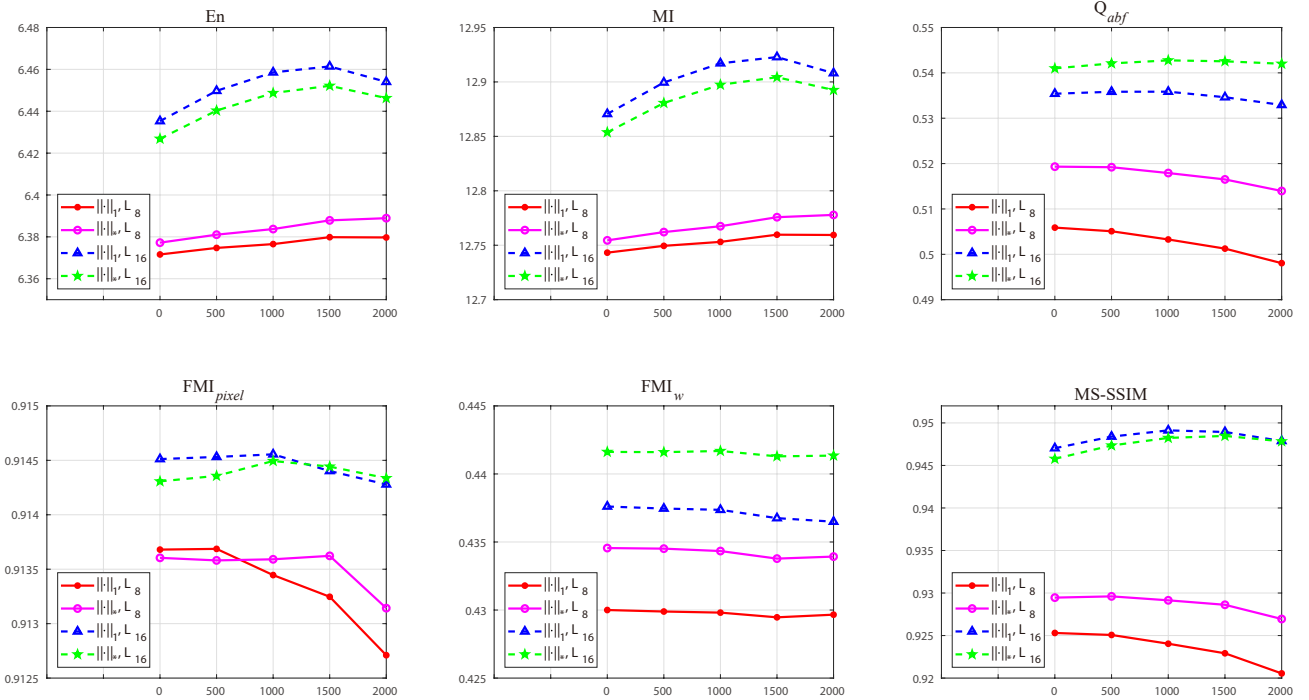 En
6.48
6.46
6.44
6.42
6.4
6.38
6.36
||·||1, L 8
||·||*, L 8
||·||1, L 16
||·||*, L 16
0 500 1000 1500 2000
MI
12.95
12.9
12.85
12.8
12.75
12.7
||·||1, L 8
||·||*, L 8
||·||1, L 16
||·||*, L 16
0 500 1000 1500 2000
Qabf
0.55
0.54
0.53
0.52
0.51
0.5
0.49
||·||1, L 8
||·||*, L 8
||·||1, L 16
||·||*, L 16
0 500 1000 1500 2000
FMIpixel
0.915
0.9145
0.914
0.9135
0.913
0.9125
||·||1, L 8
||·||*, L 8
||·||1, L 16
||·||*, L 16
0 500 1000 1500 2000
FMIw
0.445
0.44
0.435
0.430
0.425
||·||1, L 8
||·||*, L 8
||·||1, L 16
||·||*, L 16
0 500 1000 1500 2000
MS-SSIM
0.95
0.945
0.94
0.935
0.93
0.925
0.92
||·||1, L 8
||·||*, L 8
||·||1, L 16
||·||*, L 16
0 500 1000 1500 2000